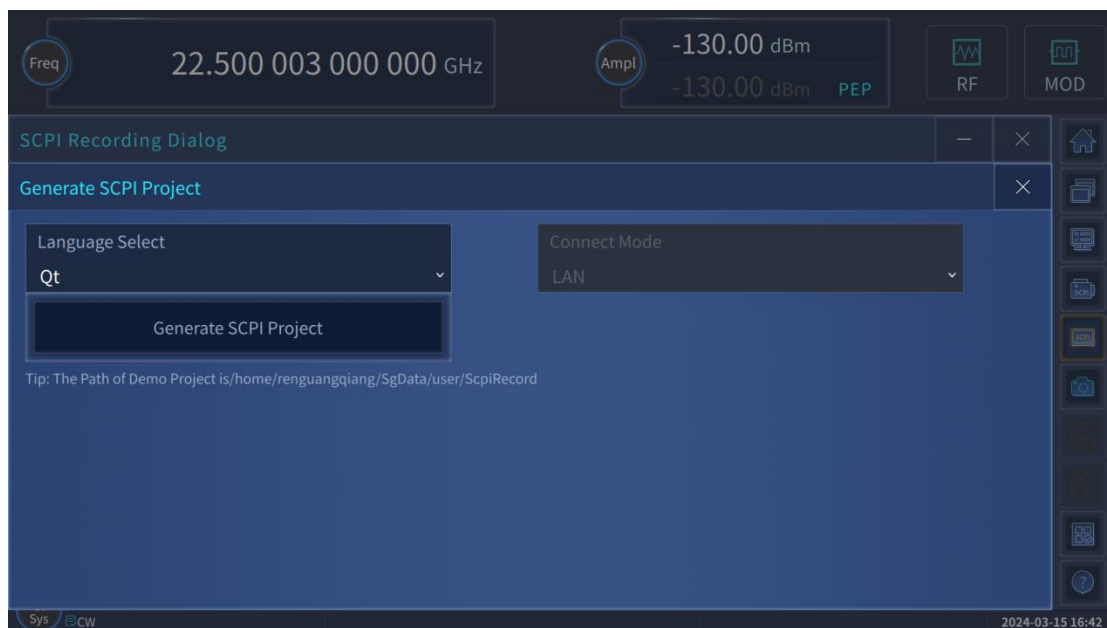 Freq
22.500 003 000 000 GHz
Ampl
-130.00 dBm
-130.00 dBm PEP
RF
MOD
SCPI Recording Dialog
Generate SCPI Project
Language Select
Qt
Connect Mode
LAN
SCPI
SCPI
Generate SCPI Project
Tip: The Path of Demo Project is/home/renguangqiang/SgData/user/ScpiRecord
Sys
CW
2024-03-15 16:42